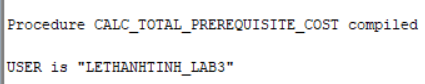 Procedure CALC_TOTAL_PREREQUISITE_COST compiled
USER is "LETHANHTINH_LAB3"